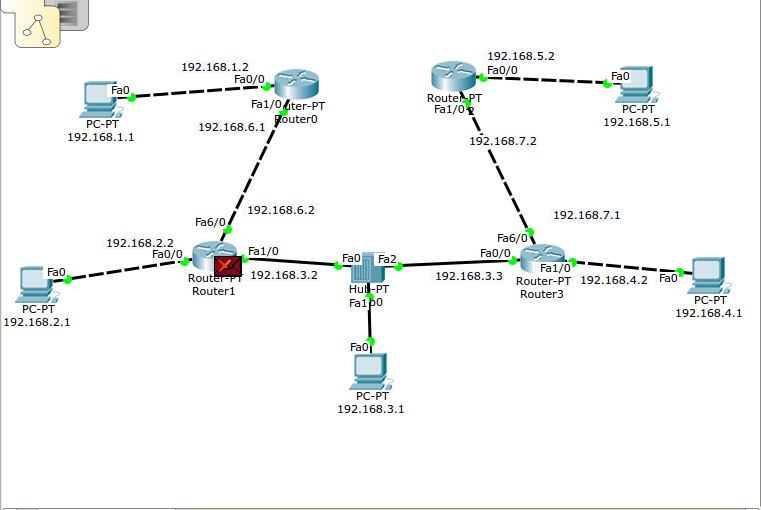 192.168.5.2
192.168.1.2
Fa0/0
Fa0
Fa0/0
Fa0
Router-PT
Fa1/0
Fa1/0
Router0
PC-PT
192.168.1.1
PC-PT
192.168.5.1
192.168.6.1
192.168.7.2
192.168.6.2
192.168.7.1
Fa6/0
Fa6/0
192.168.2.2
Fa0/0
Fa1/0
Fa0
Fa2
Fa0/0
Fa0
192.168.3.2
192.168.3.3
Fa1/0
192.168.4.2
Fa0
Router-PT
Router1
Hub-PT
Fa1
Router-PT
Router3
PC-PT
192.168.2.1
PC-PT
192.168.4.1
Fa0
PC-PT
192.168.3.1